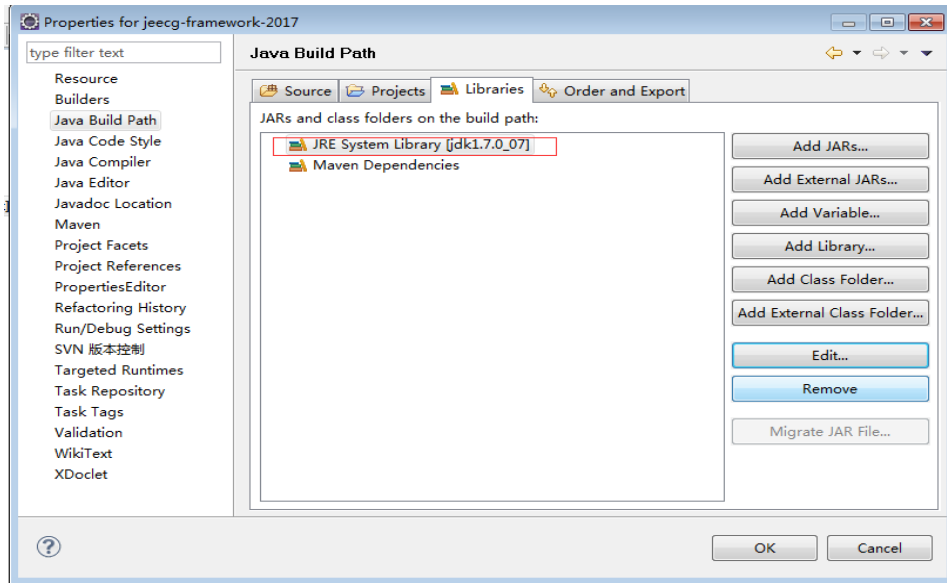 Properties for jeecg-framework-2017
type filter text
Resource
Builders
Java Build Path
Java Code Style
Java Compiler
Java Editor
Javadoc Location
Maven
Project Facets
Project References
PropertiesEditor
Refactoring History
Run/Debug Settings
SVN 版本控制
Targeted Runtimes
Task Repository
Task Tags
Validation
WikiText
XDoclet
Java Build Path
Source Projects Libraries Order and Export
JARs and class folders on the build path:
JRE System Library [jdk1.7.0_07]
Maven Dependencies
Add JARs...
Add External JARs...
Add Variable...
Add Library...
Add Class Folder...
Add External Class Folder...
Edit...
Remove
Migrate JAR File...
OK Cancel